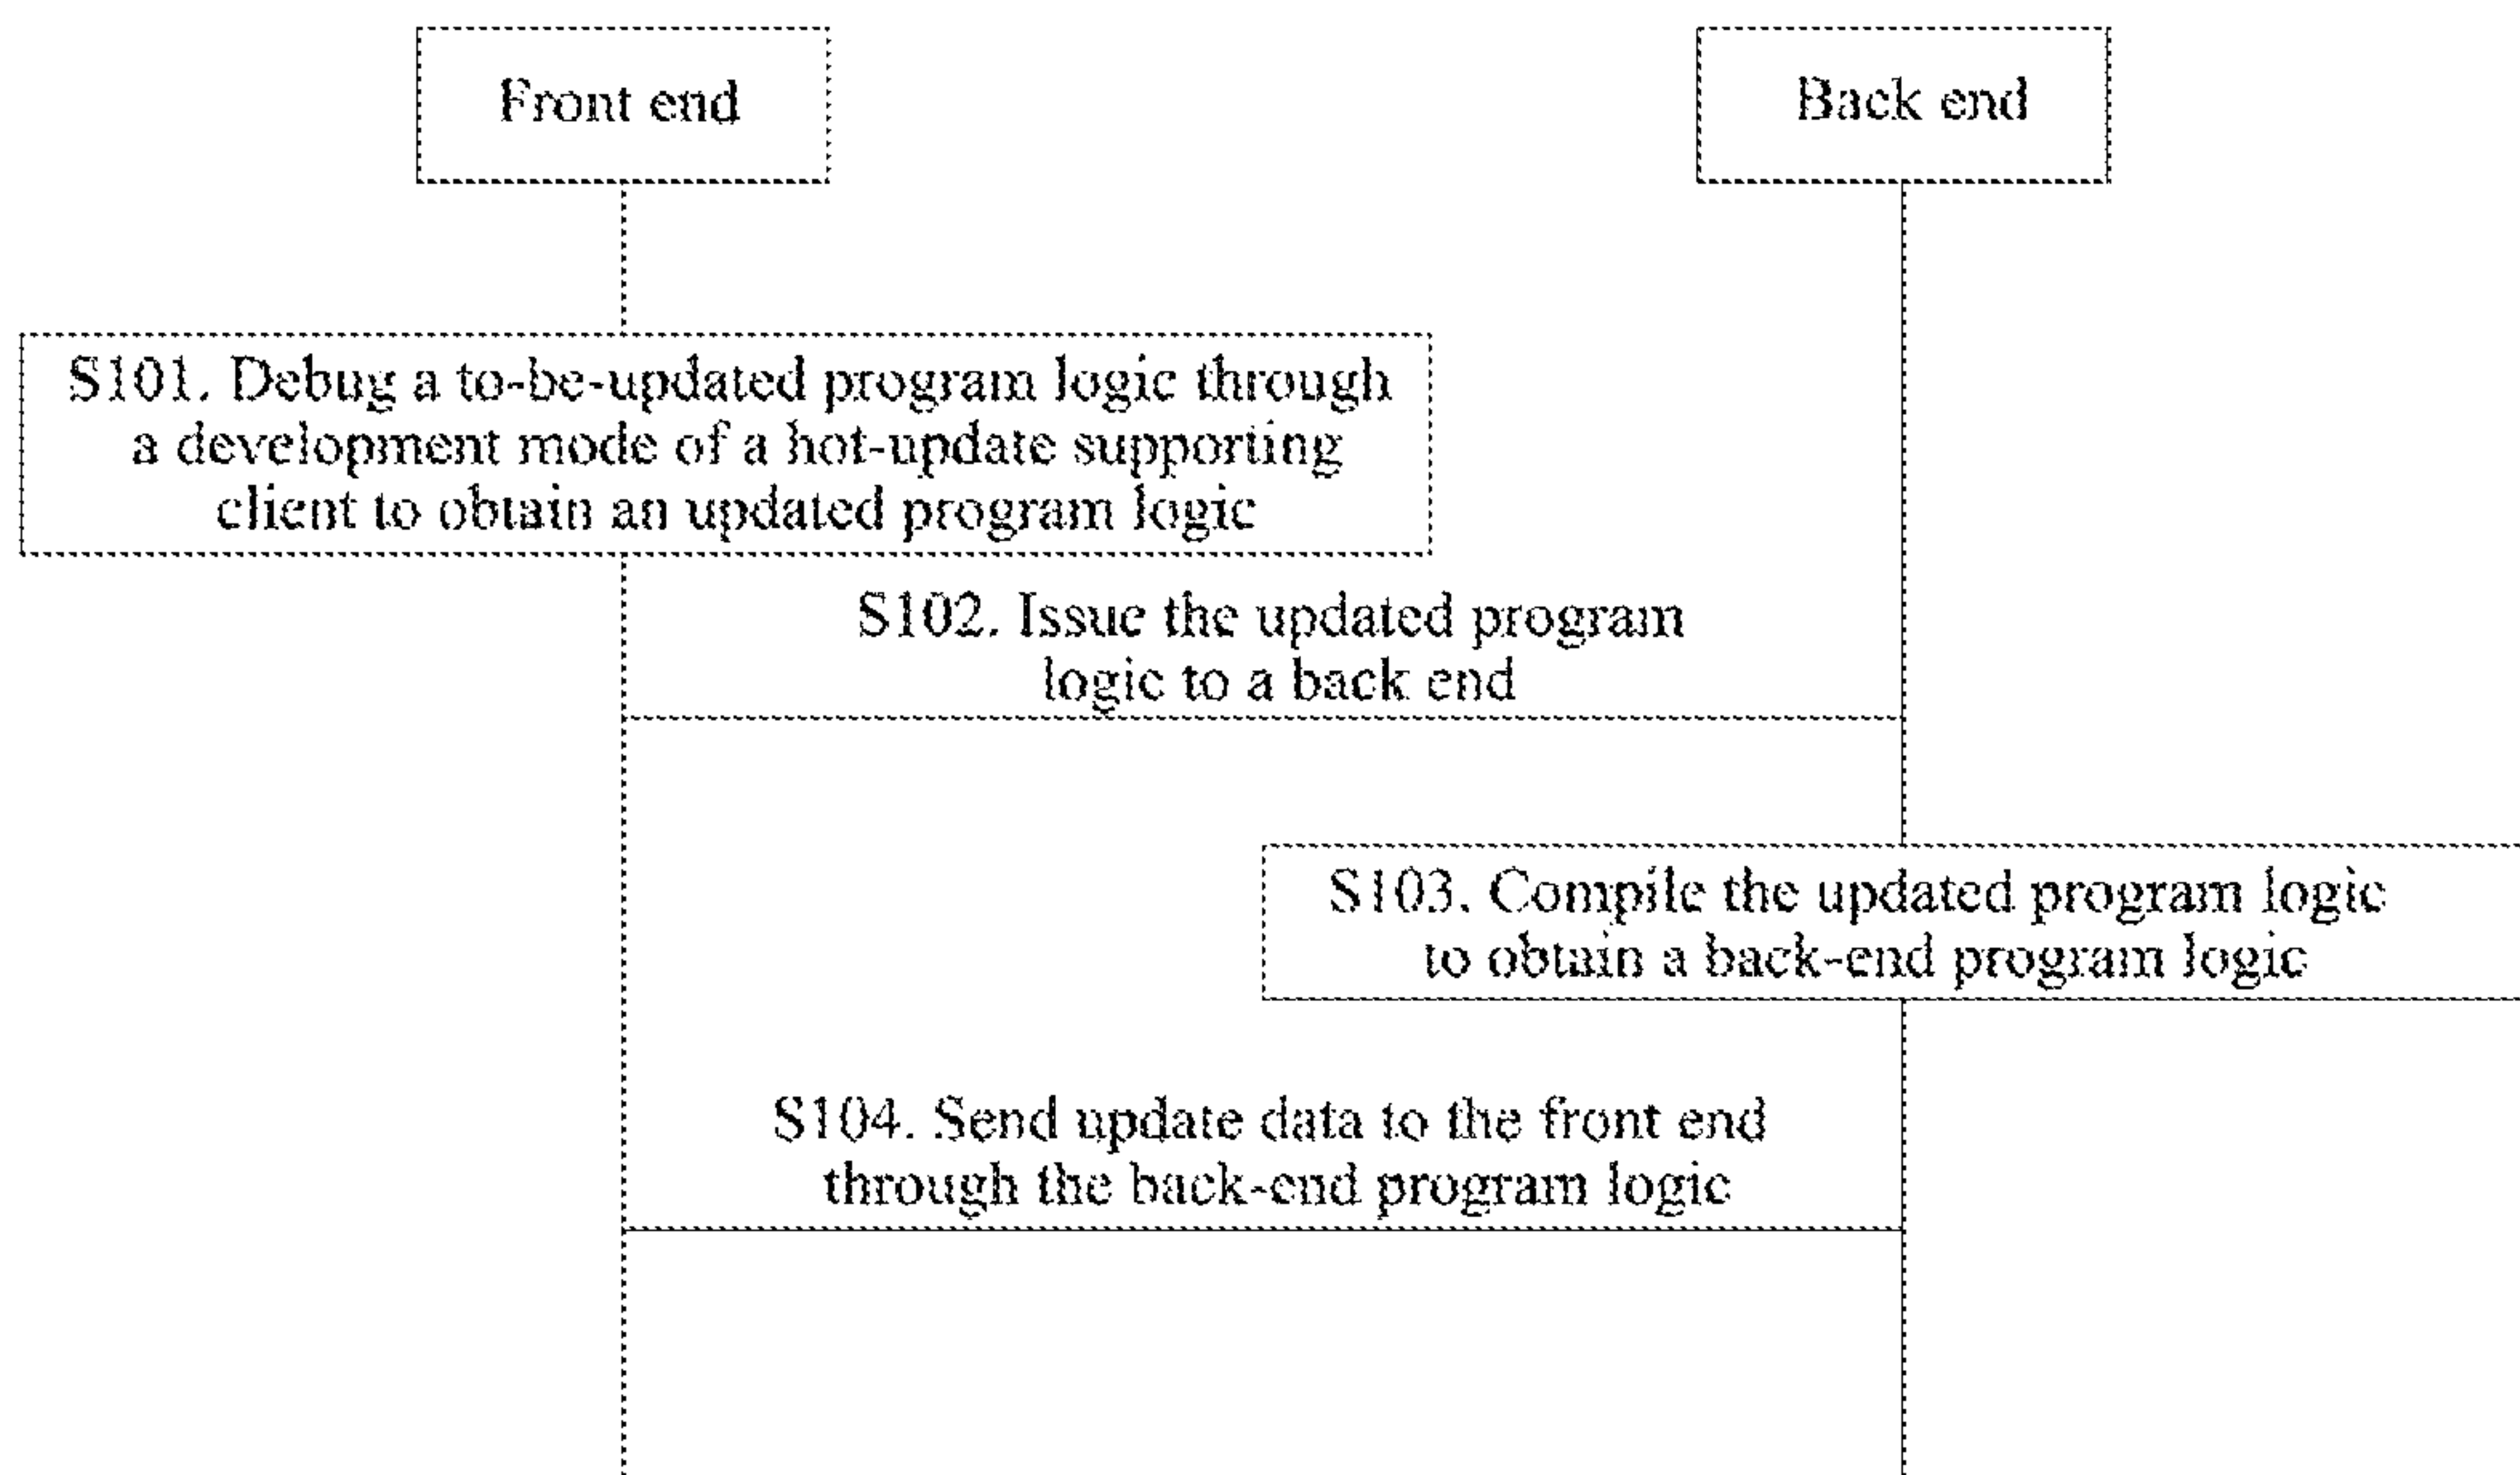 Front end
Back end
S101. Debug a to-be-updated program logic through
a development mode of a hot-update supporting
client to obtain an updated program logic
S102. Issue the updated program
logic to a back end
S103. Compile the updated program logic
to obtain a back-end program logic
S104. Send update data to the front end
through the back-end program logic